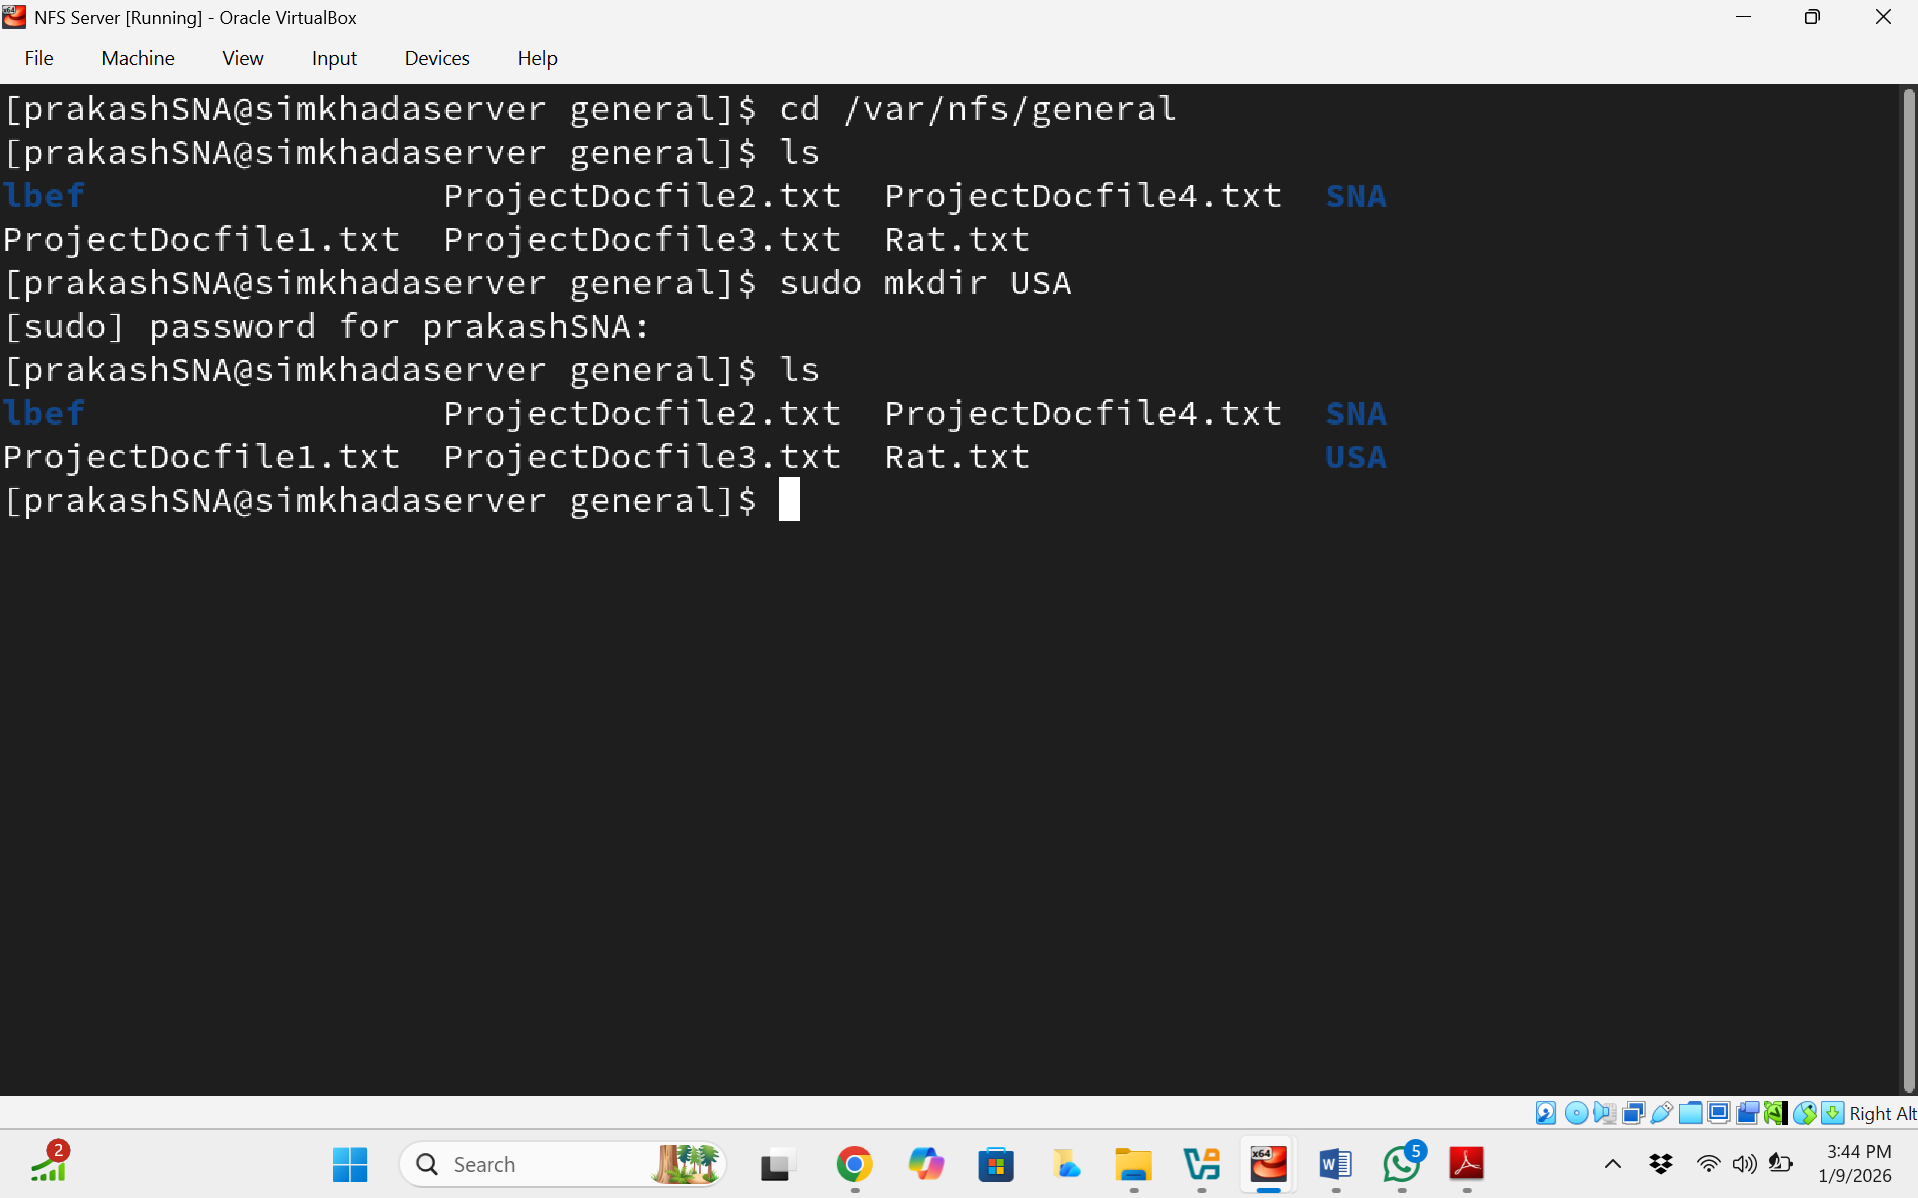 NFS Server [Running] - Oracle VirtualBox
File Machine View Input Devices Help
[prakashSNA@simkhadaserver general]$ cd /var/nfs/general
[prakashSNA@simkhadaserver general]$ ls
lbef ProjectDocfile2.txt ProjectDocfile4.txt SNA
ProjectDocfile1.txt ProjectDocfile3.txt Rat.txt
[prakashSNA@simkhadaserver general]$ sudo mkdir USA
[sudo] password for prakashSNA:
[prakashSNA@simkhadaserver general]$ ls
lbef ProjectDocfile2.txt ProjectDocfile4.txt SNA
ProjectDocfile1.txt ProjectDocfile3.txt Rat.txt USA
[prakashSNA@simkhadaserver general]$
Right Alt
2
Search
x64
W
5
3:44 PM
1/9/2026